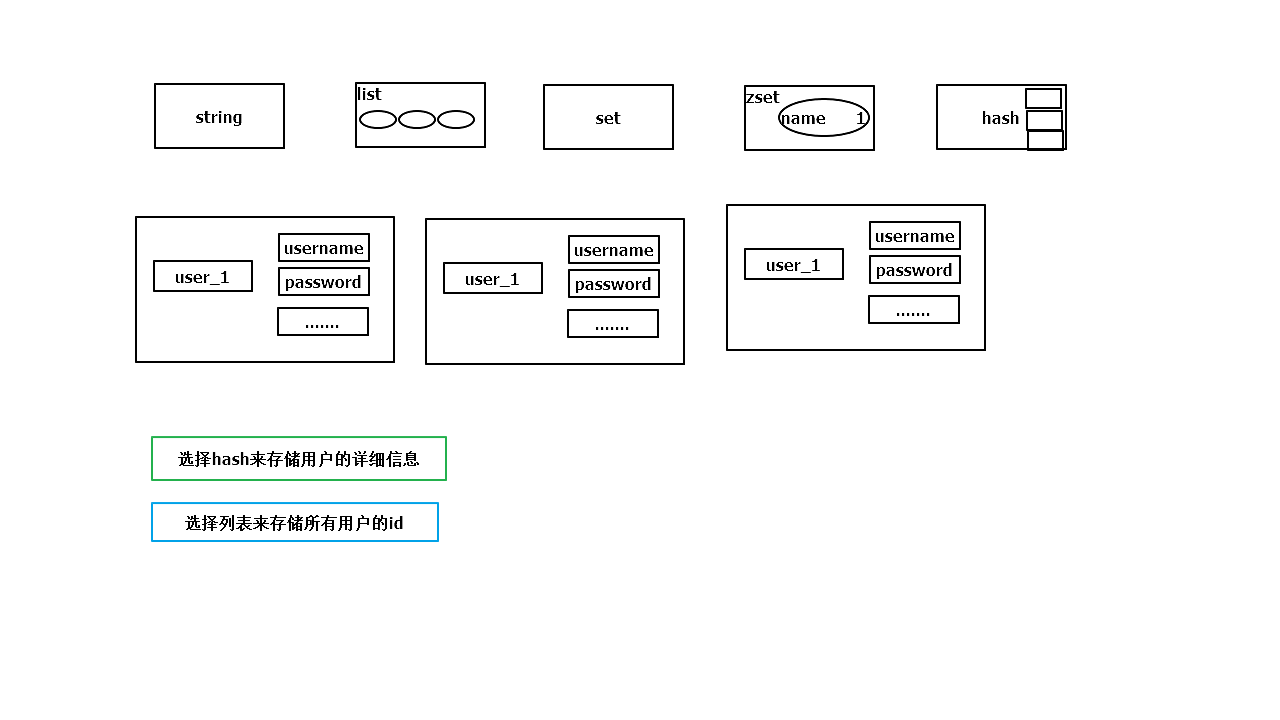 string
list
set
zset
name 1
hash
user_1
username
password
.......
user_1
username
password
.......
user_1
username
password
.......
选择hash来存储用户的详细信息
选择列表来存储所有用户的id